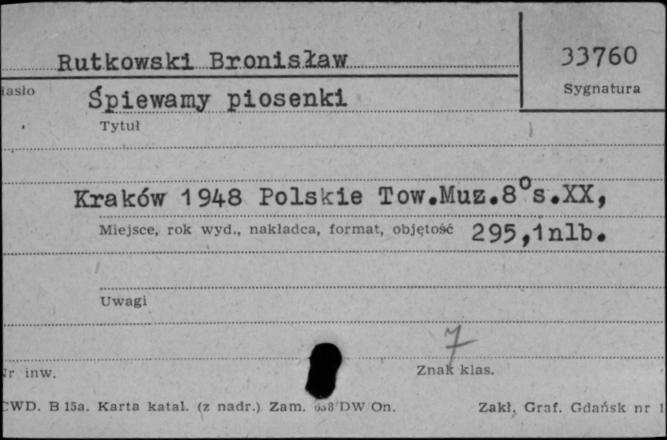 Rutkowski Bronisław
33760
Sygnatura
Śpiewamy piosenki
Tytuł
Kraków 1948 Polskie Tow.Muz.8°s.XX,
Miejsce, rok wyd., nakładca, format, objętość 295,1nlb.
Uwagi
7
inw.
Znak klas.
B 15a. Karta katal. (z nadr.) Zam. DW/On.
Zakł. Graf. Gdańsk nr